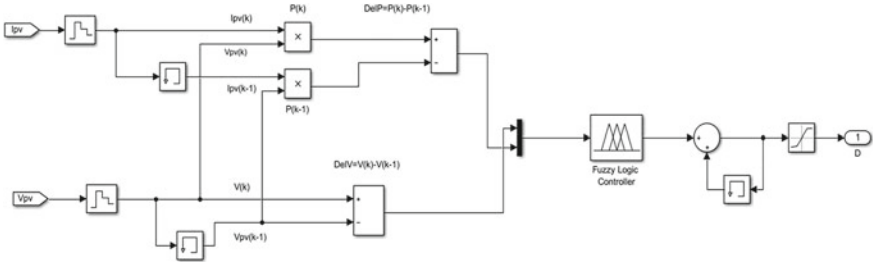 P(k)
DelP=P(k)-P(k-1)
Ipv
Ipv(k)
+
×
Vpv(k)
−
×
Ipv(k-1)
P(k-1)
+
+
1
D
Fuzzy Logic
Controller
DelV=V(k)-V(k-1)
Vpv
V(k)
+
−
Vpv(k-1)